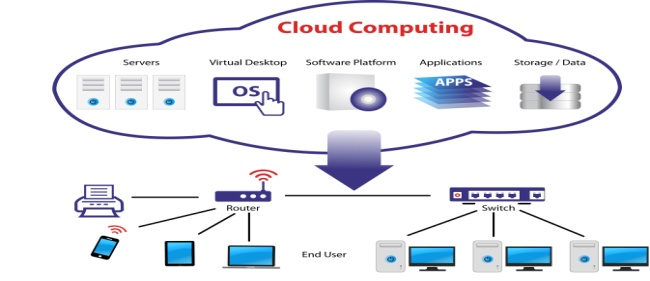 Cloud Computing
Servers Virtual Desktop Software Platform Applications Storage / Data
OS APPS
Router Switch
End User